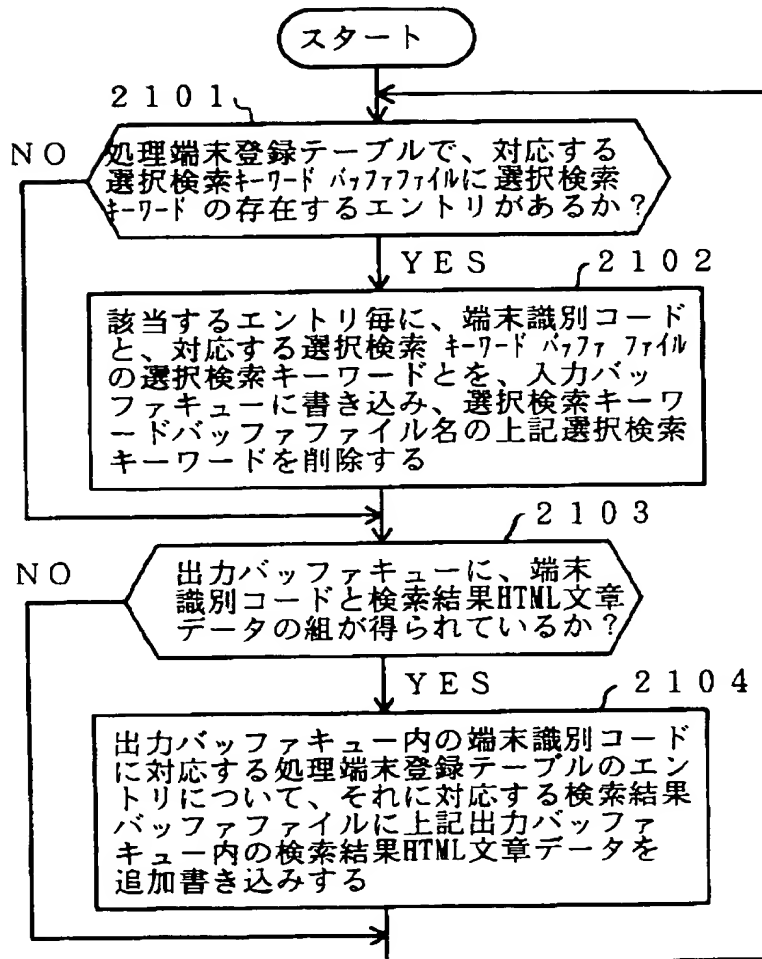 スタート
2101
NO
処理端末登録テーブルで、対応する
選択検索キーワード バッファファイルに選択検索
キーワード の存在するエントリがあるか？
YES
2102
該当するエントリ毎に、端末識別コード
と、対応する選択検索 キーワード バッファ ファイル
の選択検索キーワードとを、入力バッ
ファキューに書き込み、選択検索キーワ
ードバッファファイル名の上記選択検索
キーワードを削除する
2103
NO
出力バッファキューに、端末
識別コードと検索結果HTML文章
データの組が得られているか？
YES
2104
出力バッファキュー内の端末識別コード
に対応する処理端末登録テーブルのエン
トリについて、それに対応する検索結果
バッファファイルに上記出力バッファ
キュー内の検索結果HTML文章データを
追加書き込みする